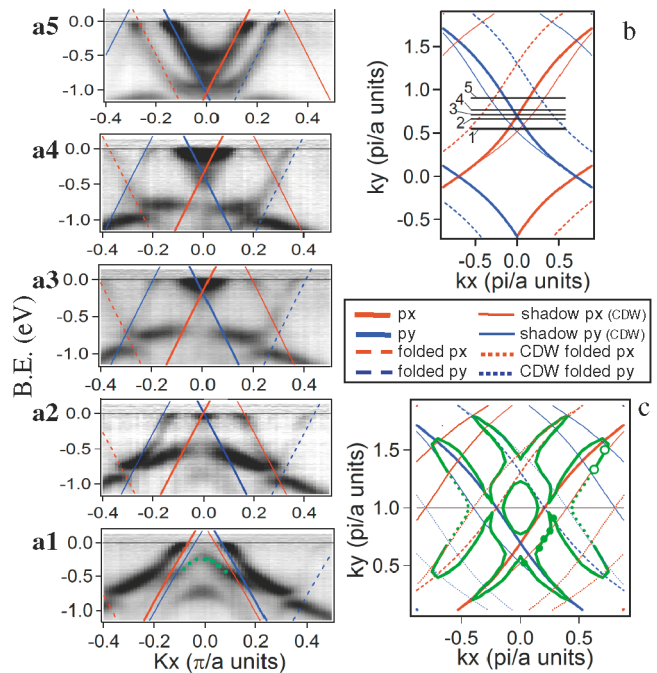 a5
0.0
-0.5
-1.0
-0.4 -0.2 0.0 0.2 0.4
a4
0.0
-0.5
-1.0
-0.4 -0.2 0.0 0.2 0.4
a3
0.0
-0.5
-1.0
-0.4 -0.2 0.0 0.2 0.4
a2
0.0
-0.5
-1.0
-0.4 -0.2 0.0 0.2 0.4
a1
0.0
-0.5
-1.0
-0.4 -0.2 0.0 0.2 0.4
Kx (π/a units)
B.E. (eV)
b
1.5
1.0
0.5
0.0
-0.5
5
4
3
2
1
-0.5 0.0 0.5
kx (pi/a units)
ky (pi/a units)
px
py
folded px
folded py
shadow px (CDW)
shadow py (CDW)
CDW folded px
CDW folded py
c
1.5
1.0
0.5
-0.5 0.0 0.5
kx (pi/a units)
ky (pi/a units)